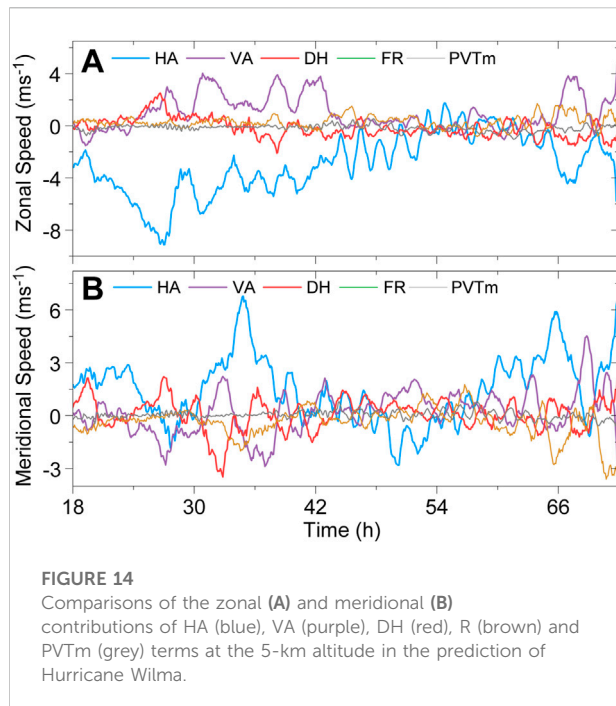 A
HA VA DH FR PVTm
Zonal Speed (ms⁻¹)
4
0
-4
-8
B
HA VA DH FR PVTm
Meridional Speed (ms⁻¹)
6
3
0
-3
18 30 42 54 66
Time (h)
FIGURE 14
Comparisons of the zonal (A) and meridional (B)
contributions of HA (blue), VA (purple), DH (red), R (brown) and
PVTm (grey) terms at the 5-km altitude in the prediction of
Hurricane Wilma.